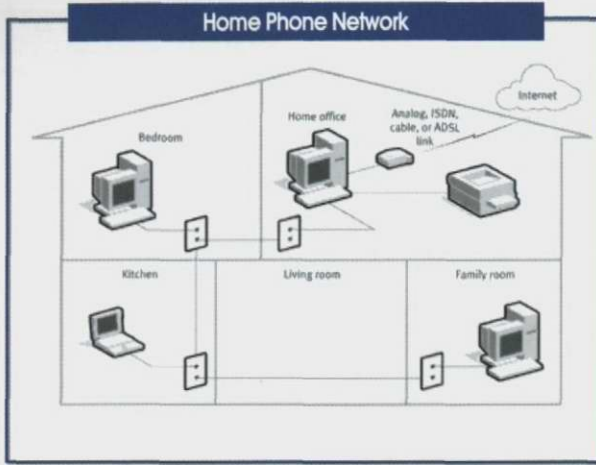 Home Phone Network
Internet
Analog, ISDN,
cable, or ADSL
link
Home office
Bedroom
Kitchen
Living room
Family room